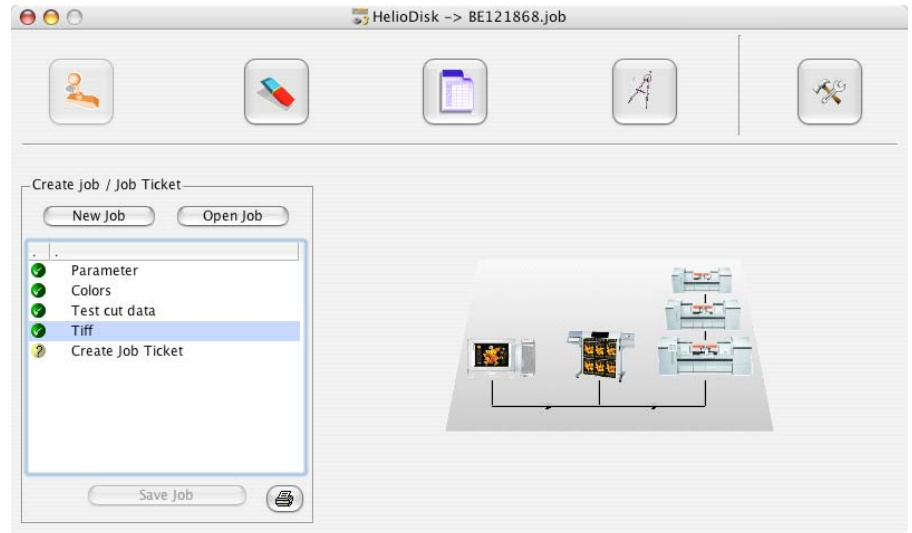 HelioDisk -> BE121868.job
Create job / Job Ticket
New Job Open Job
. .
Parameter
Colors
Test cut data
Tiff
? Create Job Ticket
Save Job